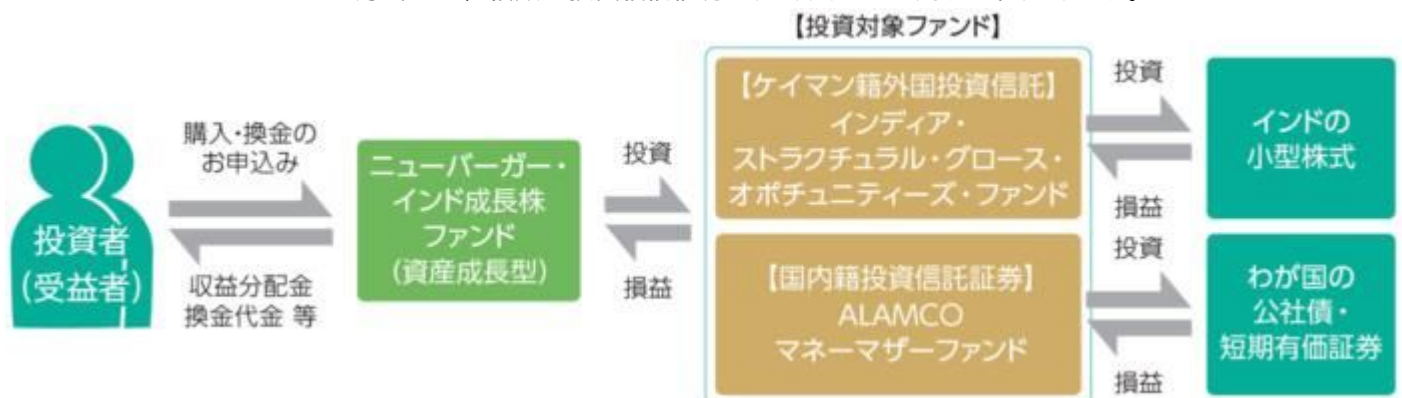 【投資対象ファンド】
投資者
(受益者)
購入・換金の
お申込み
収益分配金
換金代金 等
ニューバーガー・
インド成長株
ファンド
(資産成長型)
投資
損益
【ケイマン籍外国投資信託】
インディア・
ストラクチュラル・グロース・
オポチュニティーズ・ファンド
投資
損益
インドの
小型株式
【国内籍投資信託証券】
ALAMCO
マネーマザーファンド
投資
損益
わが国の
公社債・
短期有価証券